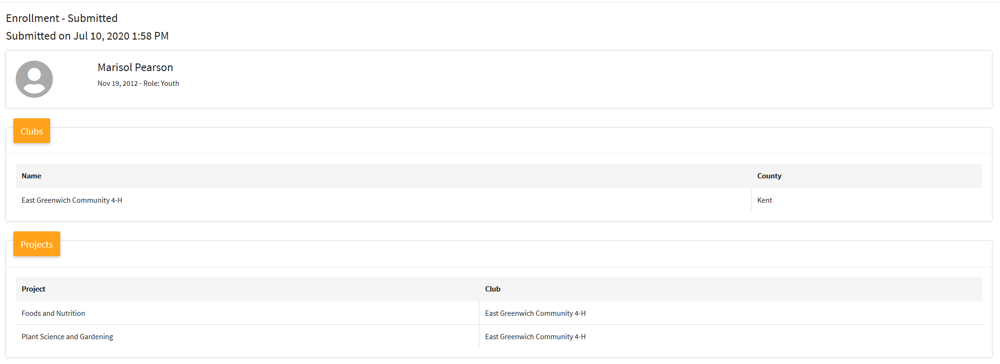 Enrollment - Submitted
Submitted on Jul 10, 2020 1:58 PM
Marisol Pearson
Nov 19, 2012 - Role: Youth
Clubs
Name County
East Greenwich Community 4-H Kent
Projects
Project Club
Foods and Nutrition East Greenwich Community 4-H
Plant Science and Gardening East Greenwich Community 4-H